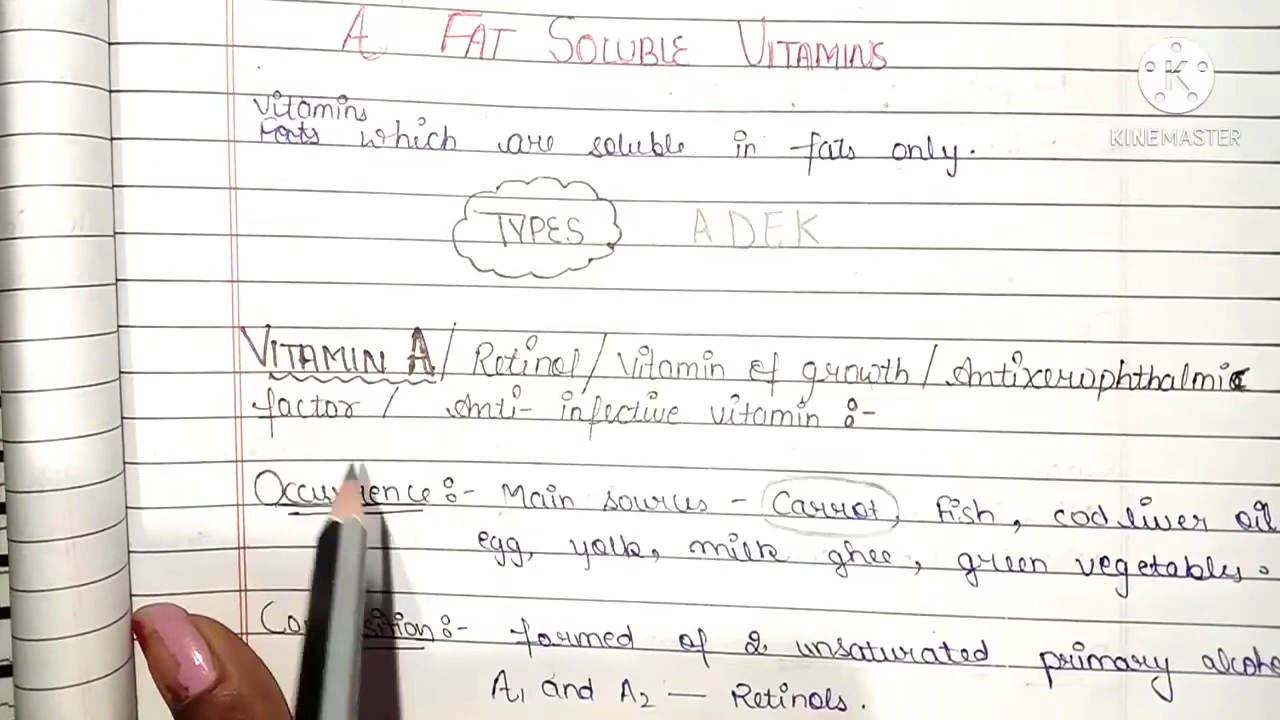 A FAT SOLUBLE VITAMINS
KINEMASTER
Vitamins
Fats which are soluble in fats only.
TYPES ADEK
VITAMIN A/ Retinol/ Vitamin of growth/ Antixerophthalmic
factor/ Anti-infective vitamin :-
Occurrence :- Main sources - Carrot, Fish, cod liver oil
egg, yolk, milk ghee, green vegetables.
:- formed of 2 unsaturated primary alcoho
A₁ and A₂ — Retinols.